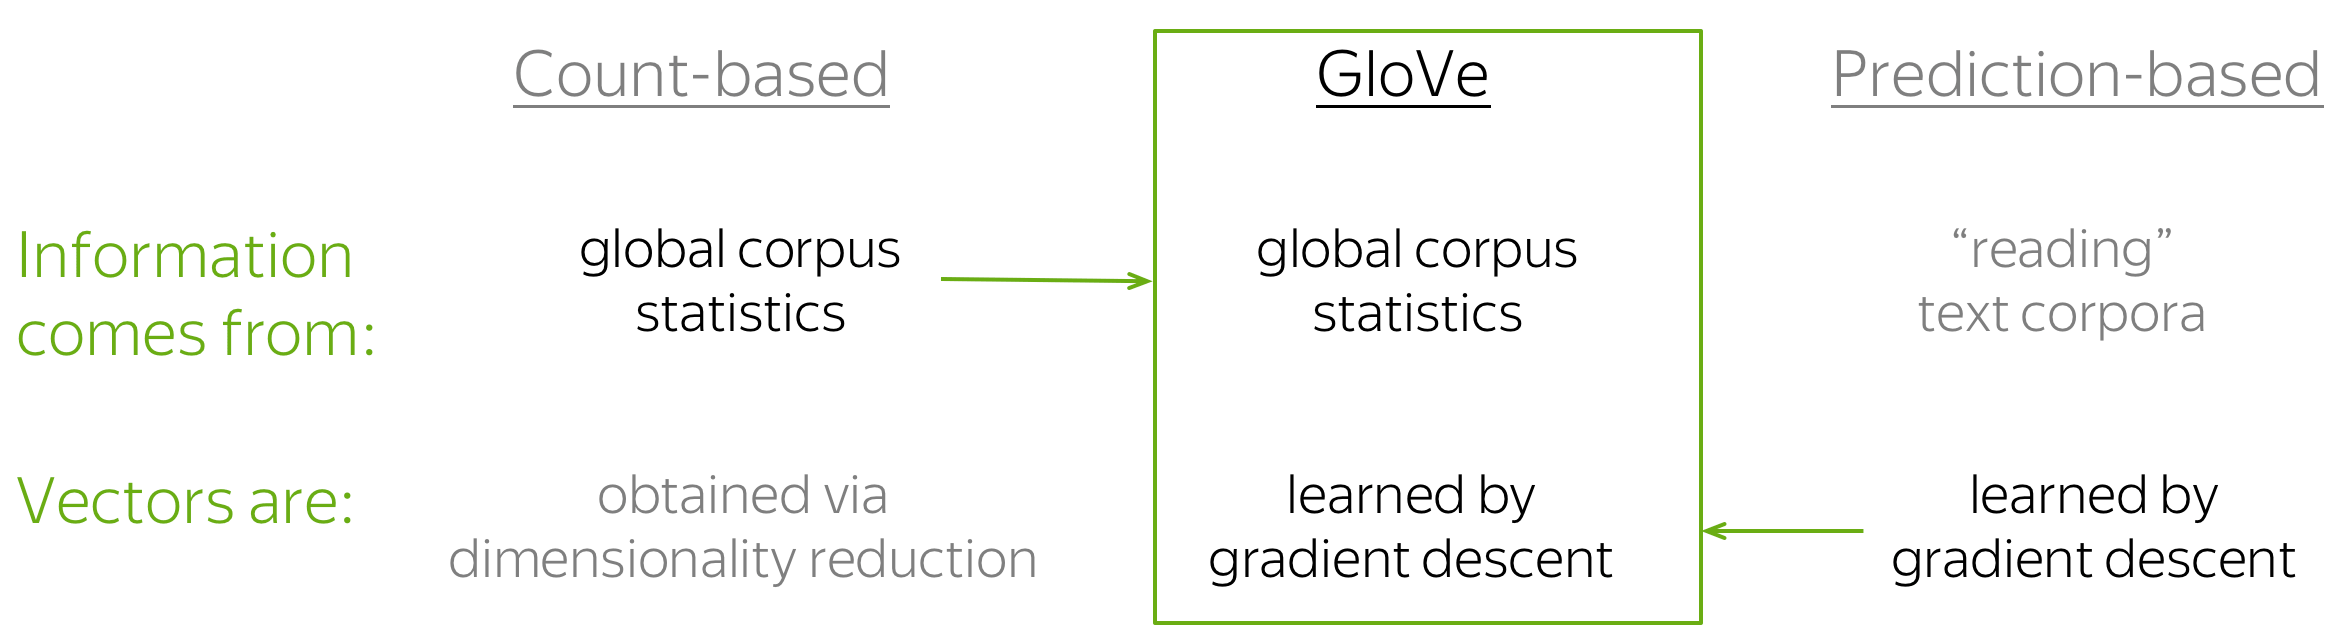 Count-based
GloVe
Prediction-based
Information
comes from:
global corpus
statistics
global corpus
statistics
“reading”
text corpora
Vectors are:
obtained via
dimensionality reduction
learned by
gradient descent
learned by
gradient descent